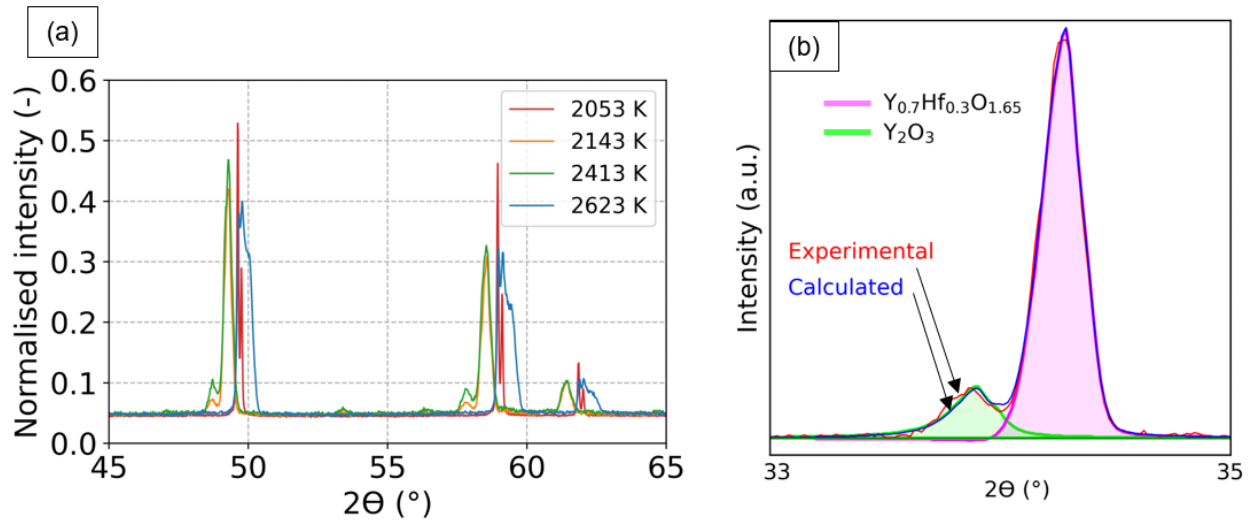 (a)
Normalised intensity (-)
0.6
0.5
0.4
0.3
0.2
0.1
0.0
2053 K
2143 K
2413 K
2623 K
45
50
55
60
65
2Θ (°)
(b)
Intensity (a.u.)
Y₀.₇Hf₀.₃O₁.₆₅
Y₂O₃
Experimental
Calculated
33
35
2Θ (°)